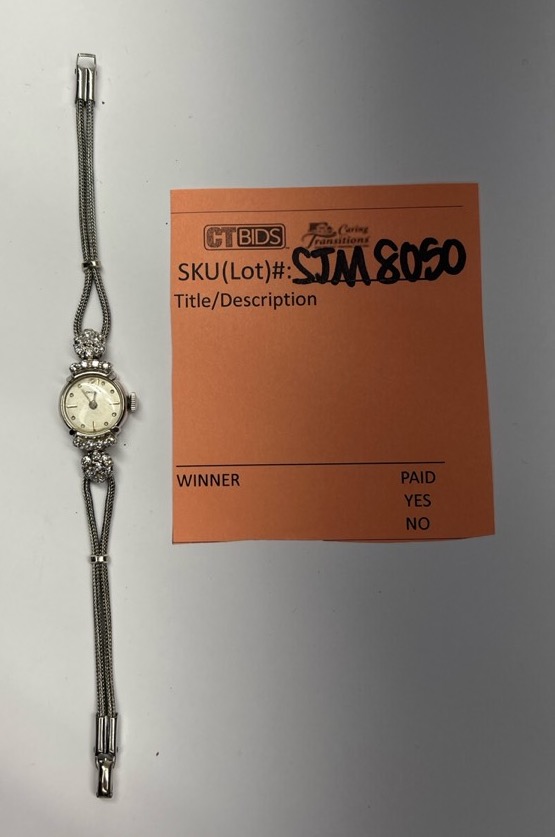 CTBIDS
Caring
Transitions
SKU(Lot)#: SJM8050
Title/Description
WINNER
PAID
YES
NO